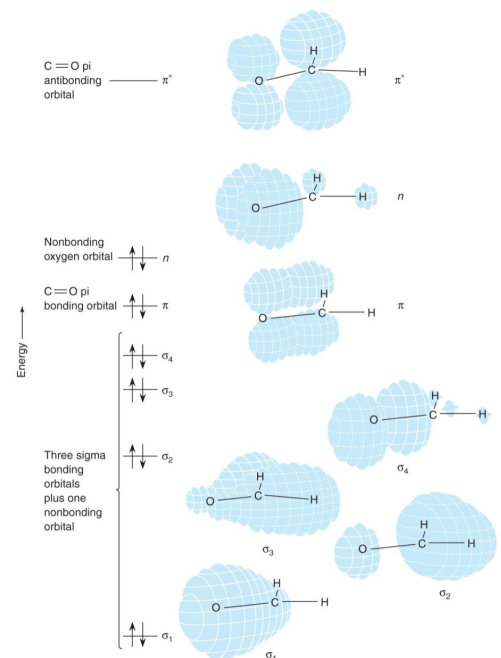 H
C=O pi
antibonding
orbital
π*
O
C
H
π*
H
O
C
H
n
Nonbonding
oxygen orbital
n
C=O pi
bonding orbital
π
H
O
C
H
π
Energy
σ4
σ3
H
O
C
H
σ4
Three sigma
bonding
orbitals
plus one
nonbonding
orbital
σ2
H
O
C
H
σ3
H
O
C
H
σ2
H
O
C
H
σ1
σ1